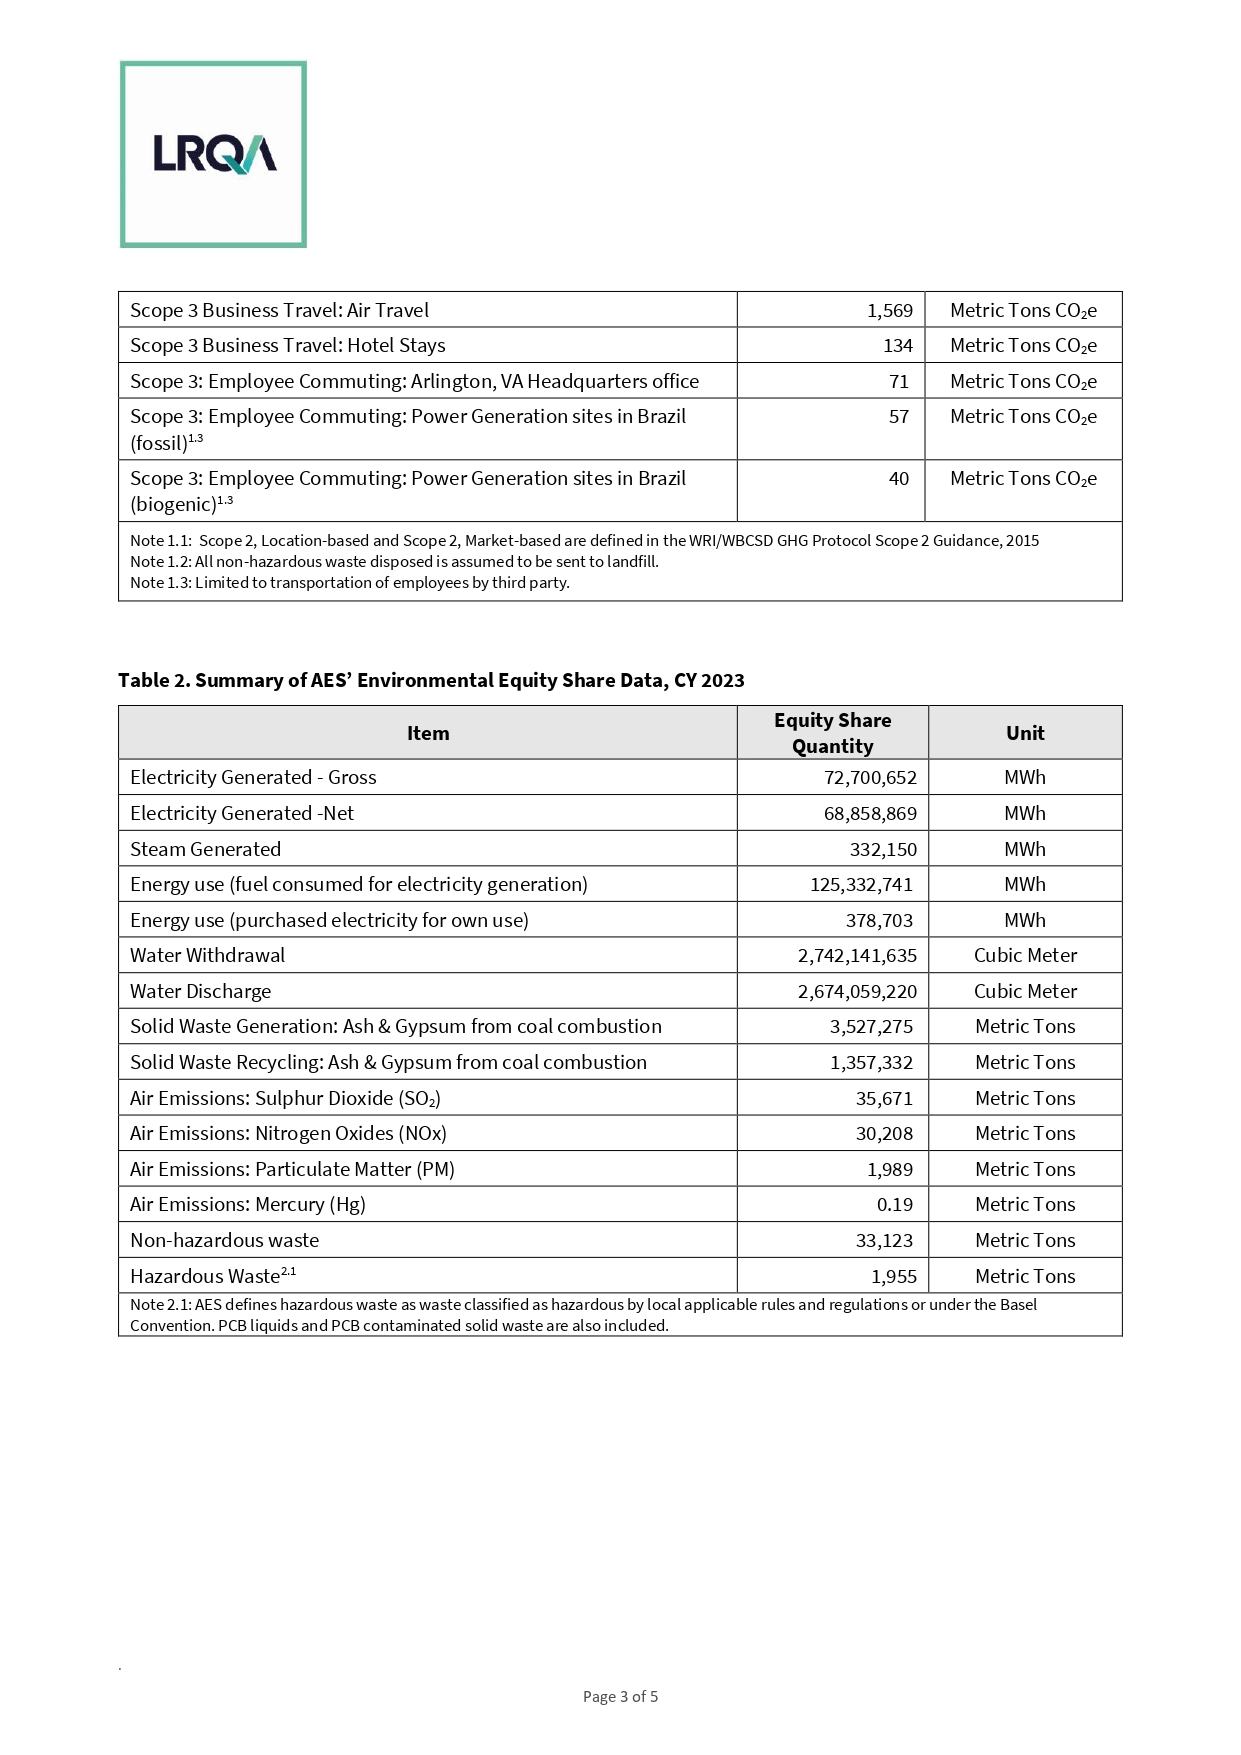 LRQA
Scope 3 Business Travel: Air Travel 1,569 Metric Tons CO₂e
Scope 3 Business Travel: Hotel Stays 134 Metric Tons CO₂e
Scope 3: Employee Commuting: Arlington, VA Headquarters office 71 Metric Tons CO₂e
Scope 3: Employee Commuting: Power Generation sites in Brazil 57 Metric Tons CO₂e
(fossil)¹·³
Scope 3: Employee Commuting: Power Generation sites in Brazil 40 Metric Tons CO₂e
(biogenic)¹·³
Note 1.1: Scope 2, Location-based and Scope 2, Market-based are defined in the WRI/WBCSD GHG Protocol Scope 2 Guidance, 2015
Note 1.2: All non-hazardous waste disposed is assumed to be sent to landfill.
Note 1.3: Limited to transportation of employees by third party.
Table 2. Summary of AES’ Environmental Equity Share Data, CY 2023
Item Equity Share Quantity Unit
Electricity Generated - Gross 72,700,652 MWh
Electricity Generated -Net 68,858,869 MWh
Steam Generated 332,150 MWh
Energy use (fuel consumed for electricity generation) 125,332,741 MWh
Energy use (purchased electricity for own use) 378,703 MWh
Water Withdrawal 2,742,141,635 Cubic Meter
Water Discharge 2,674,059,220 Cubic Meter
Solid Waste Generation: Ash & Gypsum from coal combustion 3,527,275 Metric Tons
Solid Waste Recycling: Ash & Gypsum from coal combustion 1,357,332 Metric Tons
Air Emissions: Sulphur Dioxide (SO₂) 35,671 Metric Tons
Air Emissions: Nitrogen Oxides (NOx) 30,208 Metric Tons
Air Emissions: Particulate Matter (PM) 1,989 Metric Tons
Air Emissions: Mercury (Hg) 0.19 Metric Tons
Non-hazardous waste 33,123 Metric Tons
Hazardous Waste²·¹ 1,955 Metric Tons
Note 2.1: AES defines hazardous waste as waste classified as hazardous by local applicable rules and regulations or under the Basel
Convention. PCB liquids and PCB contaminated solid waste are also included.
.
Page 3 of 5